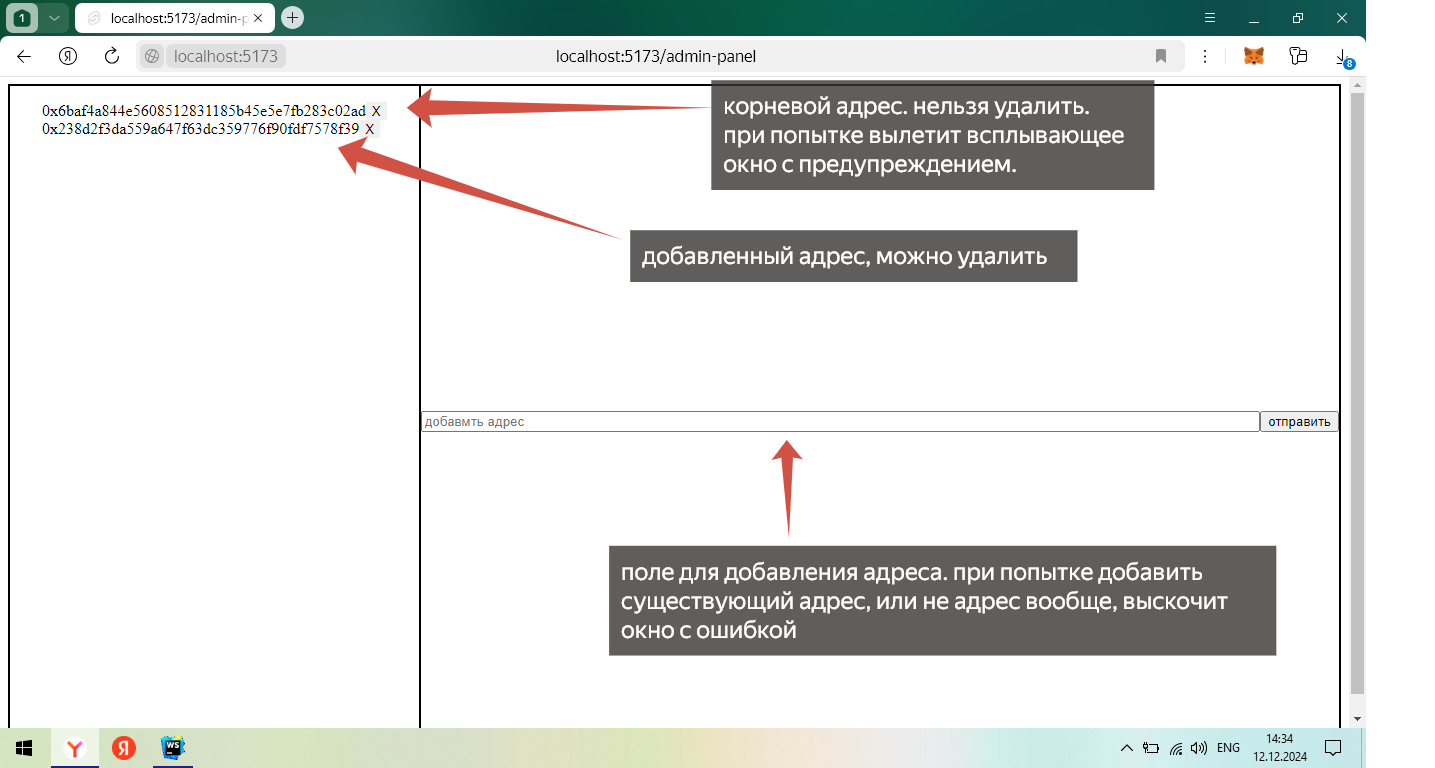 1
localhost:5173/admin-p
localhost:5173
localhost:5173/admin-panel
8
0x6baf4a844e5608512831185b45e5e7fb283c02ad X
0x238d2f3da559a647f63dc359776f90fdf7578f39 X
корневой адрес. нельзя удалить.
при попытке вылетит всплывающее
окно с предупреждением.
добавленный адрес, можно удалить
добавмть адрес
отправить
поле для добавления адреса. при попытке добавить
существующий адрес, или не адрес вообще, выскочит
окно с ошибкой
Я
WS
ENG
14:34
12.12.2024